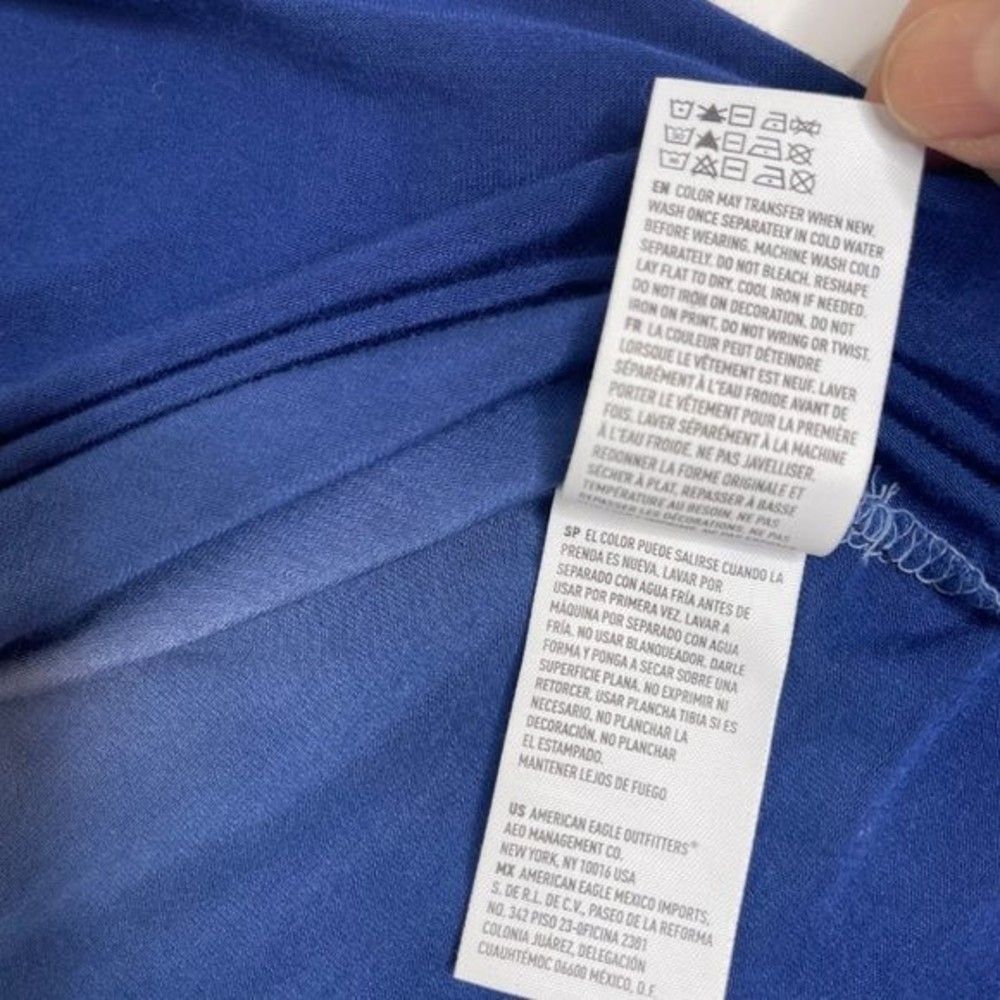 EN COLOR MAY TRANSFER WHEN NEW.
WASH ONCE SEPARATELY IN COLD WATER
BEFORE WEARING. MACHINE WASH COLD
SEPARATELY. DO NOT BLEACH. RESHAPE
LAY FLAT TO DRY. COOL IRON IF NEEDED.
DO NOT IRON ON DECORATION. DO NOT
IRON ON PRINT. DO NOT WRING OR TWIST.
FR LA COULEUR PEUT DÉTEINDRE
LORSQUE LE VÊTEMENT EST NEUF. LAVER
SÉPARÉMENT À L'EAU FROIDE AVANT DE
PORTER LE VÊTEMENT POUR LA PREMIÈRE
FOIS. LAVER SÉPARÉMENT À LA MACHINE
À L'EAU FROIDE. NE PAS JAVELLISER.
REDONNER LA FORME ORIGINALE ET
SÉCHER À PLAT. REPASSER À BASSE
TEMPÉRATURE AU BESOIN. NE PAS
REPASSER LES DÉCORATIONS. NE PAS
SP EL COLOR PUEDE SALIRSE CUANDO LA
PRENDA ES NUEVA. LAVAR POR
SEPARADO CON AGUA FRÍA ANTES DE
USAR POR PRIMERA VEZ. LAVAR A
MÁQUINA POR SEPARADO CON AGUA
FRÍA. NO USAR BLANQUEADOR. DARLE
FORMA Y PONGA A SECAR SOBRE UNA
SUPERFICIE PLANA. NO EXPRIMIR NI
RETORCER. USAR PLANCHA TIBIA SI ES
NECESARIO. NO PLANCHAR LA
DECORACIÓN. NO PLANCHAR
EL ESTAMPADO.
MANTENER LEJOS DE FUEGO
US AMERICAN EAGLE OUTFITTERS®
AEO MANAGEMENT CO.
NEW YORK, NY 10016 USA
MX AMERICAN EAGLE MEXICO IMPORTS,
S. DE R.L. DE C.V., PASEO DE LA REFORMA
NO. 342 PISO 23-OFICINA 2381
COLONIA JUÁREZ, DELEGACIÓN
CUAUHTÉMOC 06600 MÉXICO, D.F.